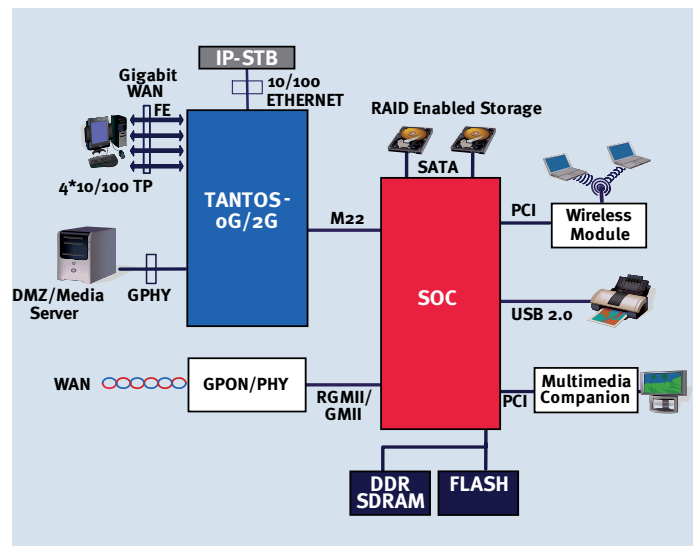 IP-STB
Gigabit
WAN
FE
10/100
ETHERNET
4*10/100 TP
RAID Enabled Storage
SATA
TANTOS -
0G/2G
M22
PCI
Wireless
Module
SOC
DMZ/Media
Server
GPHY
USB 2.0
WAN
GPON/PHY
RGMII/
GMII
PCI
Multimedia
Companion
DDR
SDRAM
FLASH